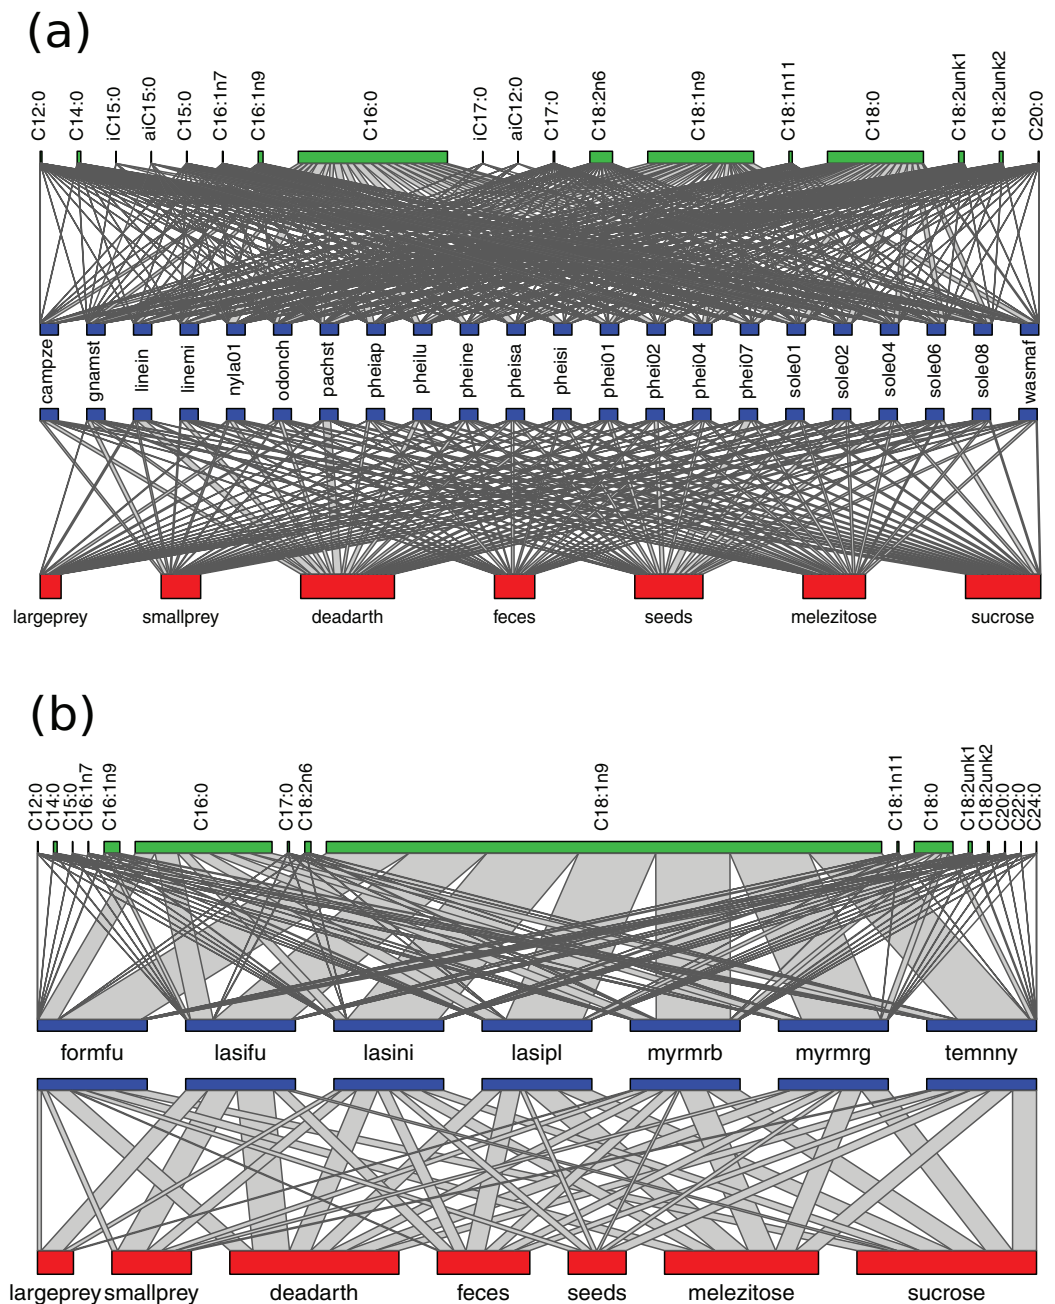 (a)
C12:0 C14:0 iC15:0 aiC15:0 C15:0 C16:1n7 C16:1n9 C16:0 iC17:0 aiC12:0 C17:0 C18:2n6 C18:1n9 C18:1n11 C18:0 C18:2unk1 C18:2unk2 C20:0
campze gnamst linein linemi nyla01 odonch pachst pheiap pheilu pheine pheisa pheisi phei01 phei02 phei04 phei07 sole01 sole02 sole04 sole06 sole08 wasmaf
largeprey smallprey deadarth feces seeds melezitose sucrose
(b)
C12:0 C14:0 C15:0 C16:1n7 C16:1n9 C16:0 C17:0 C18:2n6 C18:1n9 C18:1n11 C18:0 C18:2unk1 C18:2unk2 C20:0 C22:0 C24:0
formfu lasifu lasini lasipl myrmrb myrmrg temnny
largeprey smallprey deadarth feces seeds melezitose sucrose